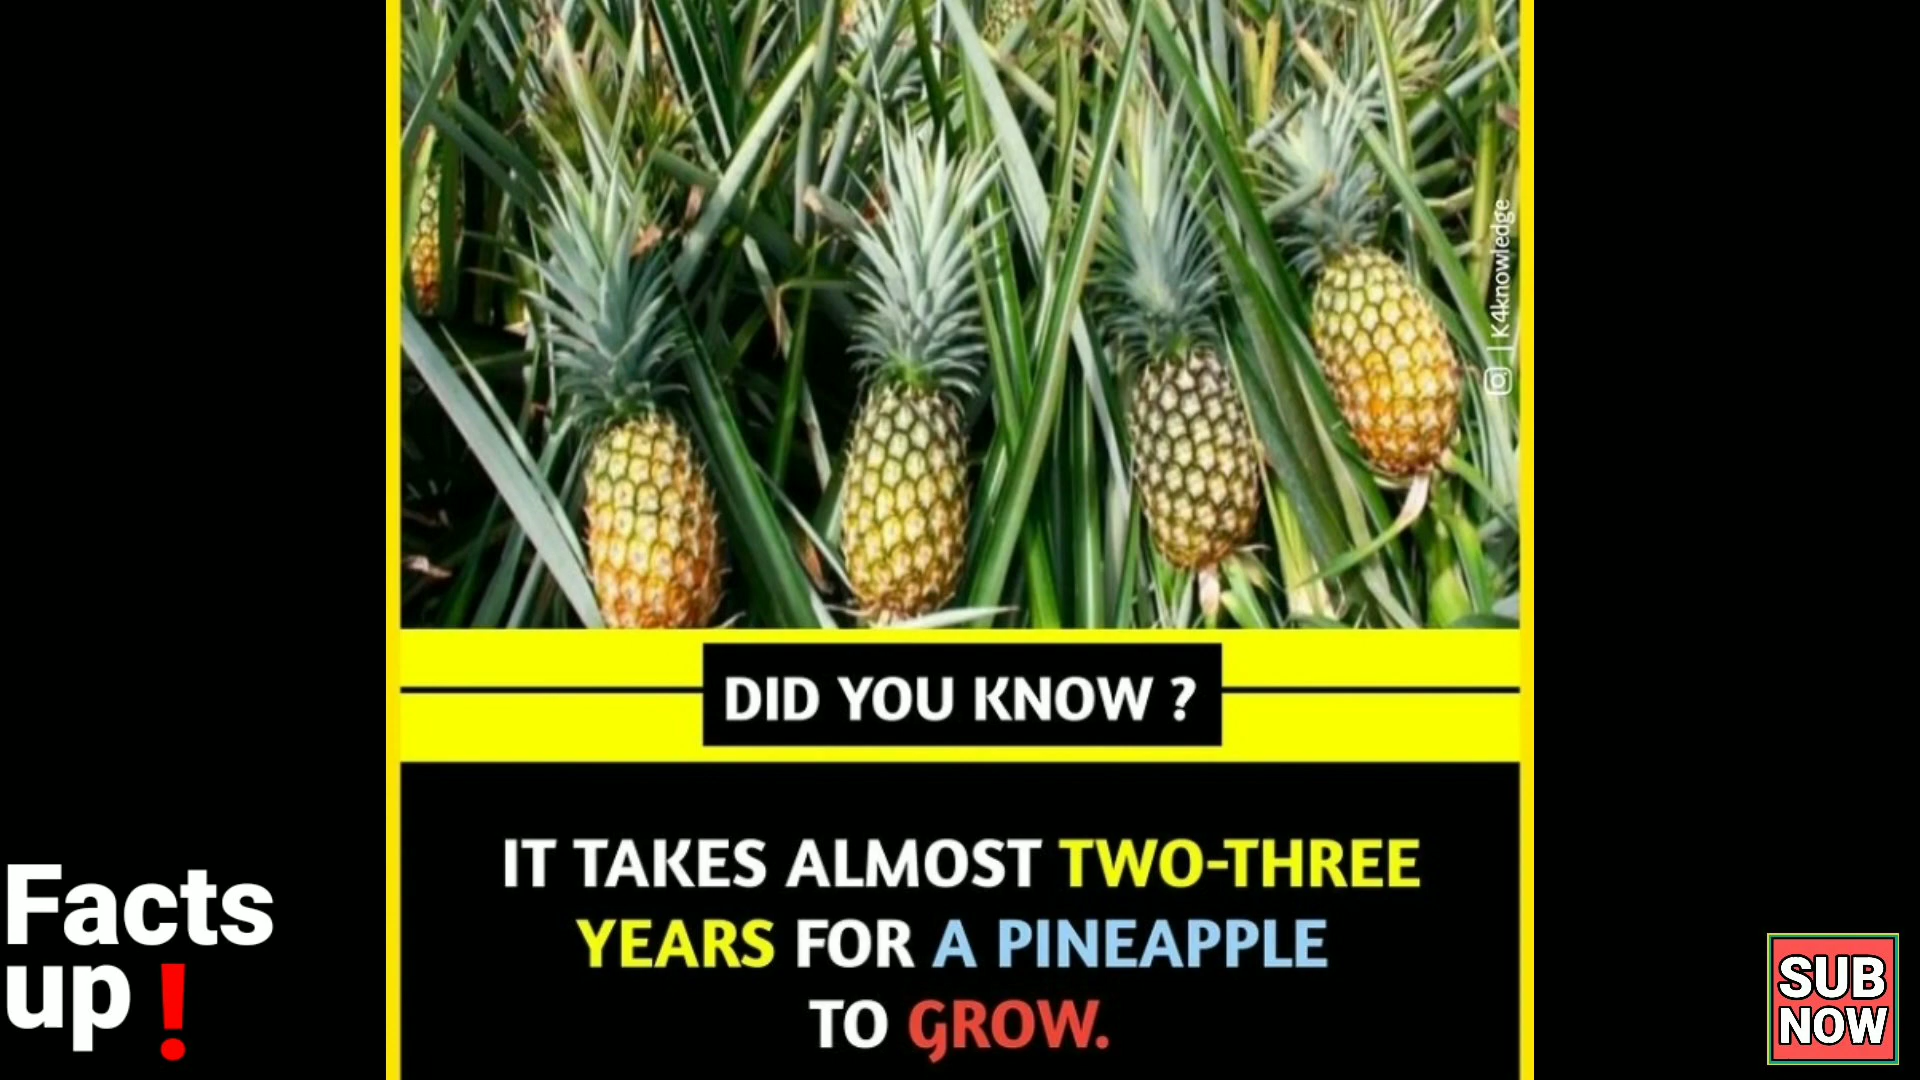 K4knowledge
DID YOU KNOW ?
IT TAKES ALMOST TWO-THREE
YEARS FOR A PINEAPPLE
TO GROW.
Facts
up!
SUB
NOW